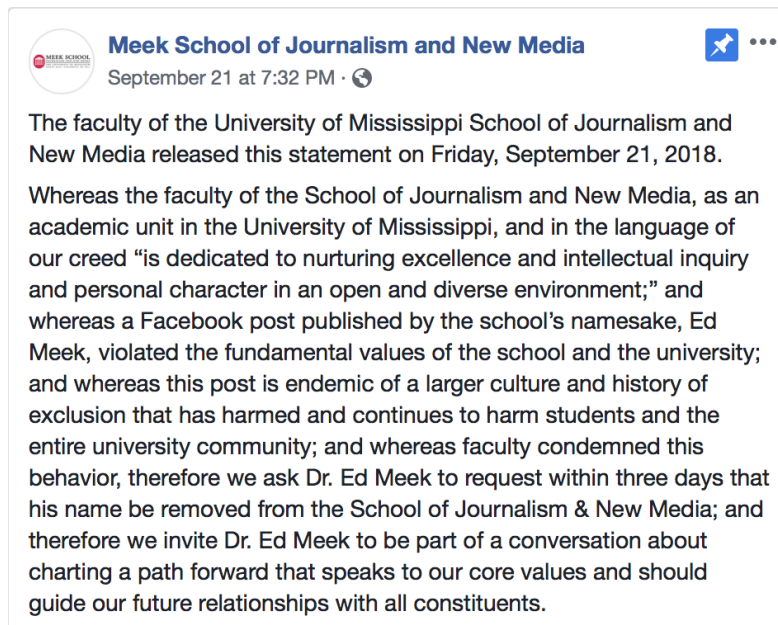 Meek School of Journalism and New Media
September 21 at 7:32 PM ·
MEEK SCHOOL
The faculty of the University of Mississippi School of Journalism and
New Media released this statement on Friday, September 21, 2018.
Whereas the faculty of the School of Journalism and New Media, as an
academic unit in the University of Mississippi, and in the language of
our creed “is dedicated to nurturing excellence and intellectual inquiry
and personal character in an open and diverse environment;” and
whereas a Facebook post published by the school’s namesake, Ed
Meek, violated the fundamental values of the school and the university;
and whereas this post is endemic of a larger culture and history of
exclusion that has harmed and continues to harm students and the
entire university community; and whereas faculty condemned this
behavior, therefore we ask Dr. Ed Meek to request within three days that
his name be removed from the School of Journalism & New Media; and
therefore we invite Dr. Ed Meek to be part of a conversation about
charting a path forward that speaks to our core values and should
guide our future relationships with all constituents.